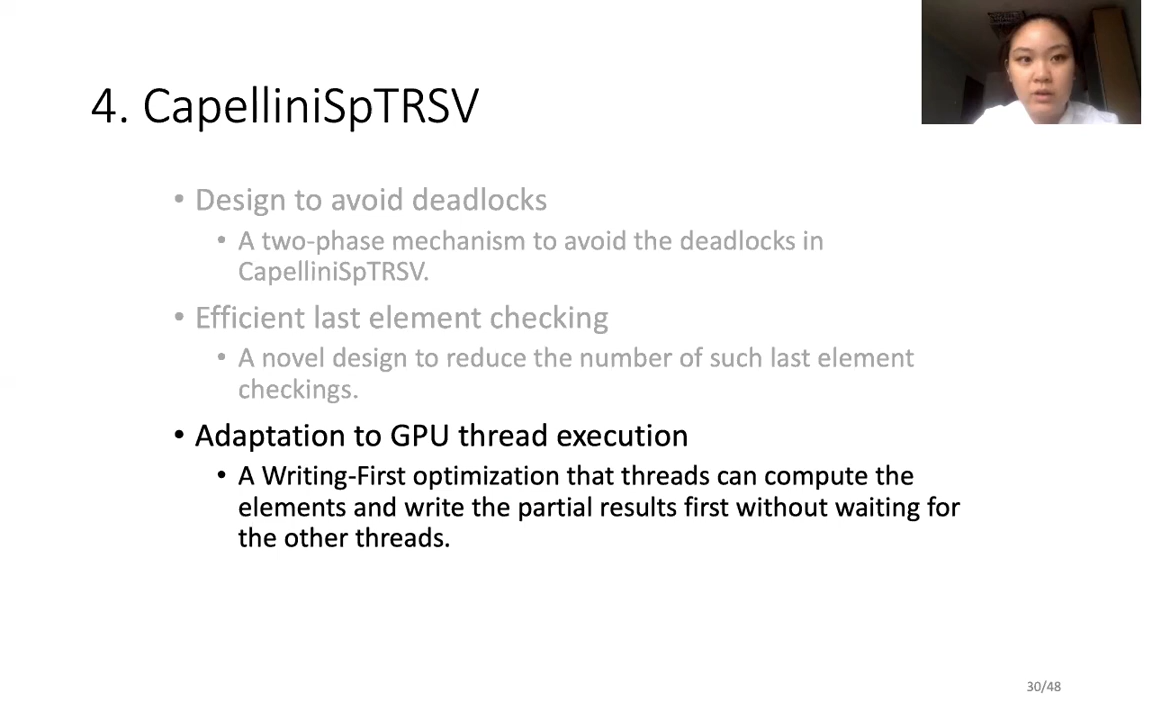 4. CapelliniSpTRSV
• Design to avoid deadlocks
• A two-phase mechanism to avoid the deadlocks in
CapelliniSpTRSV.
• Efficient last element checking
• A novel design to reduce the number of such last element
checkings.
• Adaptation to GPU thread execution
• A Writing-First optimization that threads can compute the
elements and write the partial results first without waiting for
the other threads.
30/48